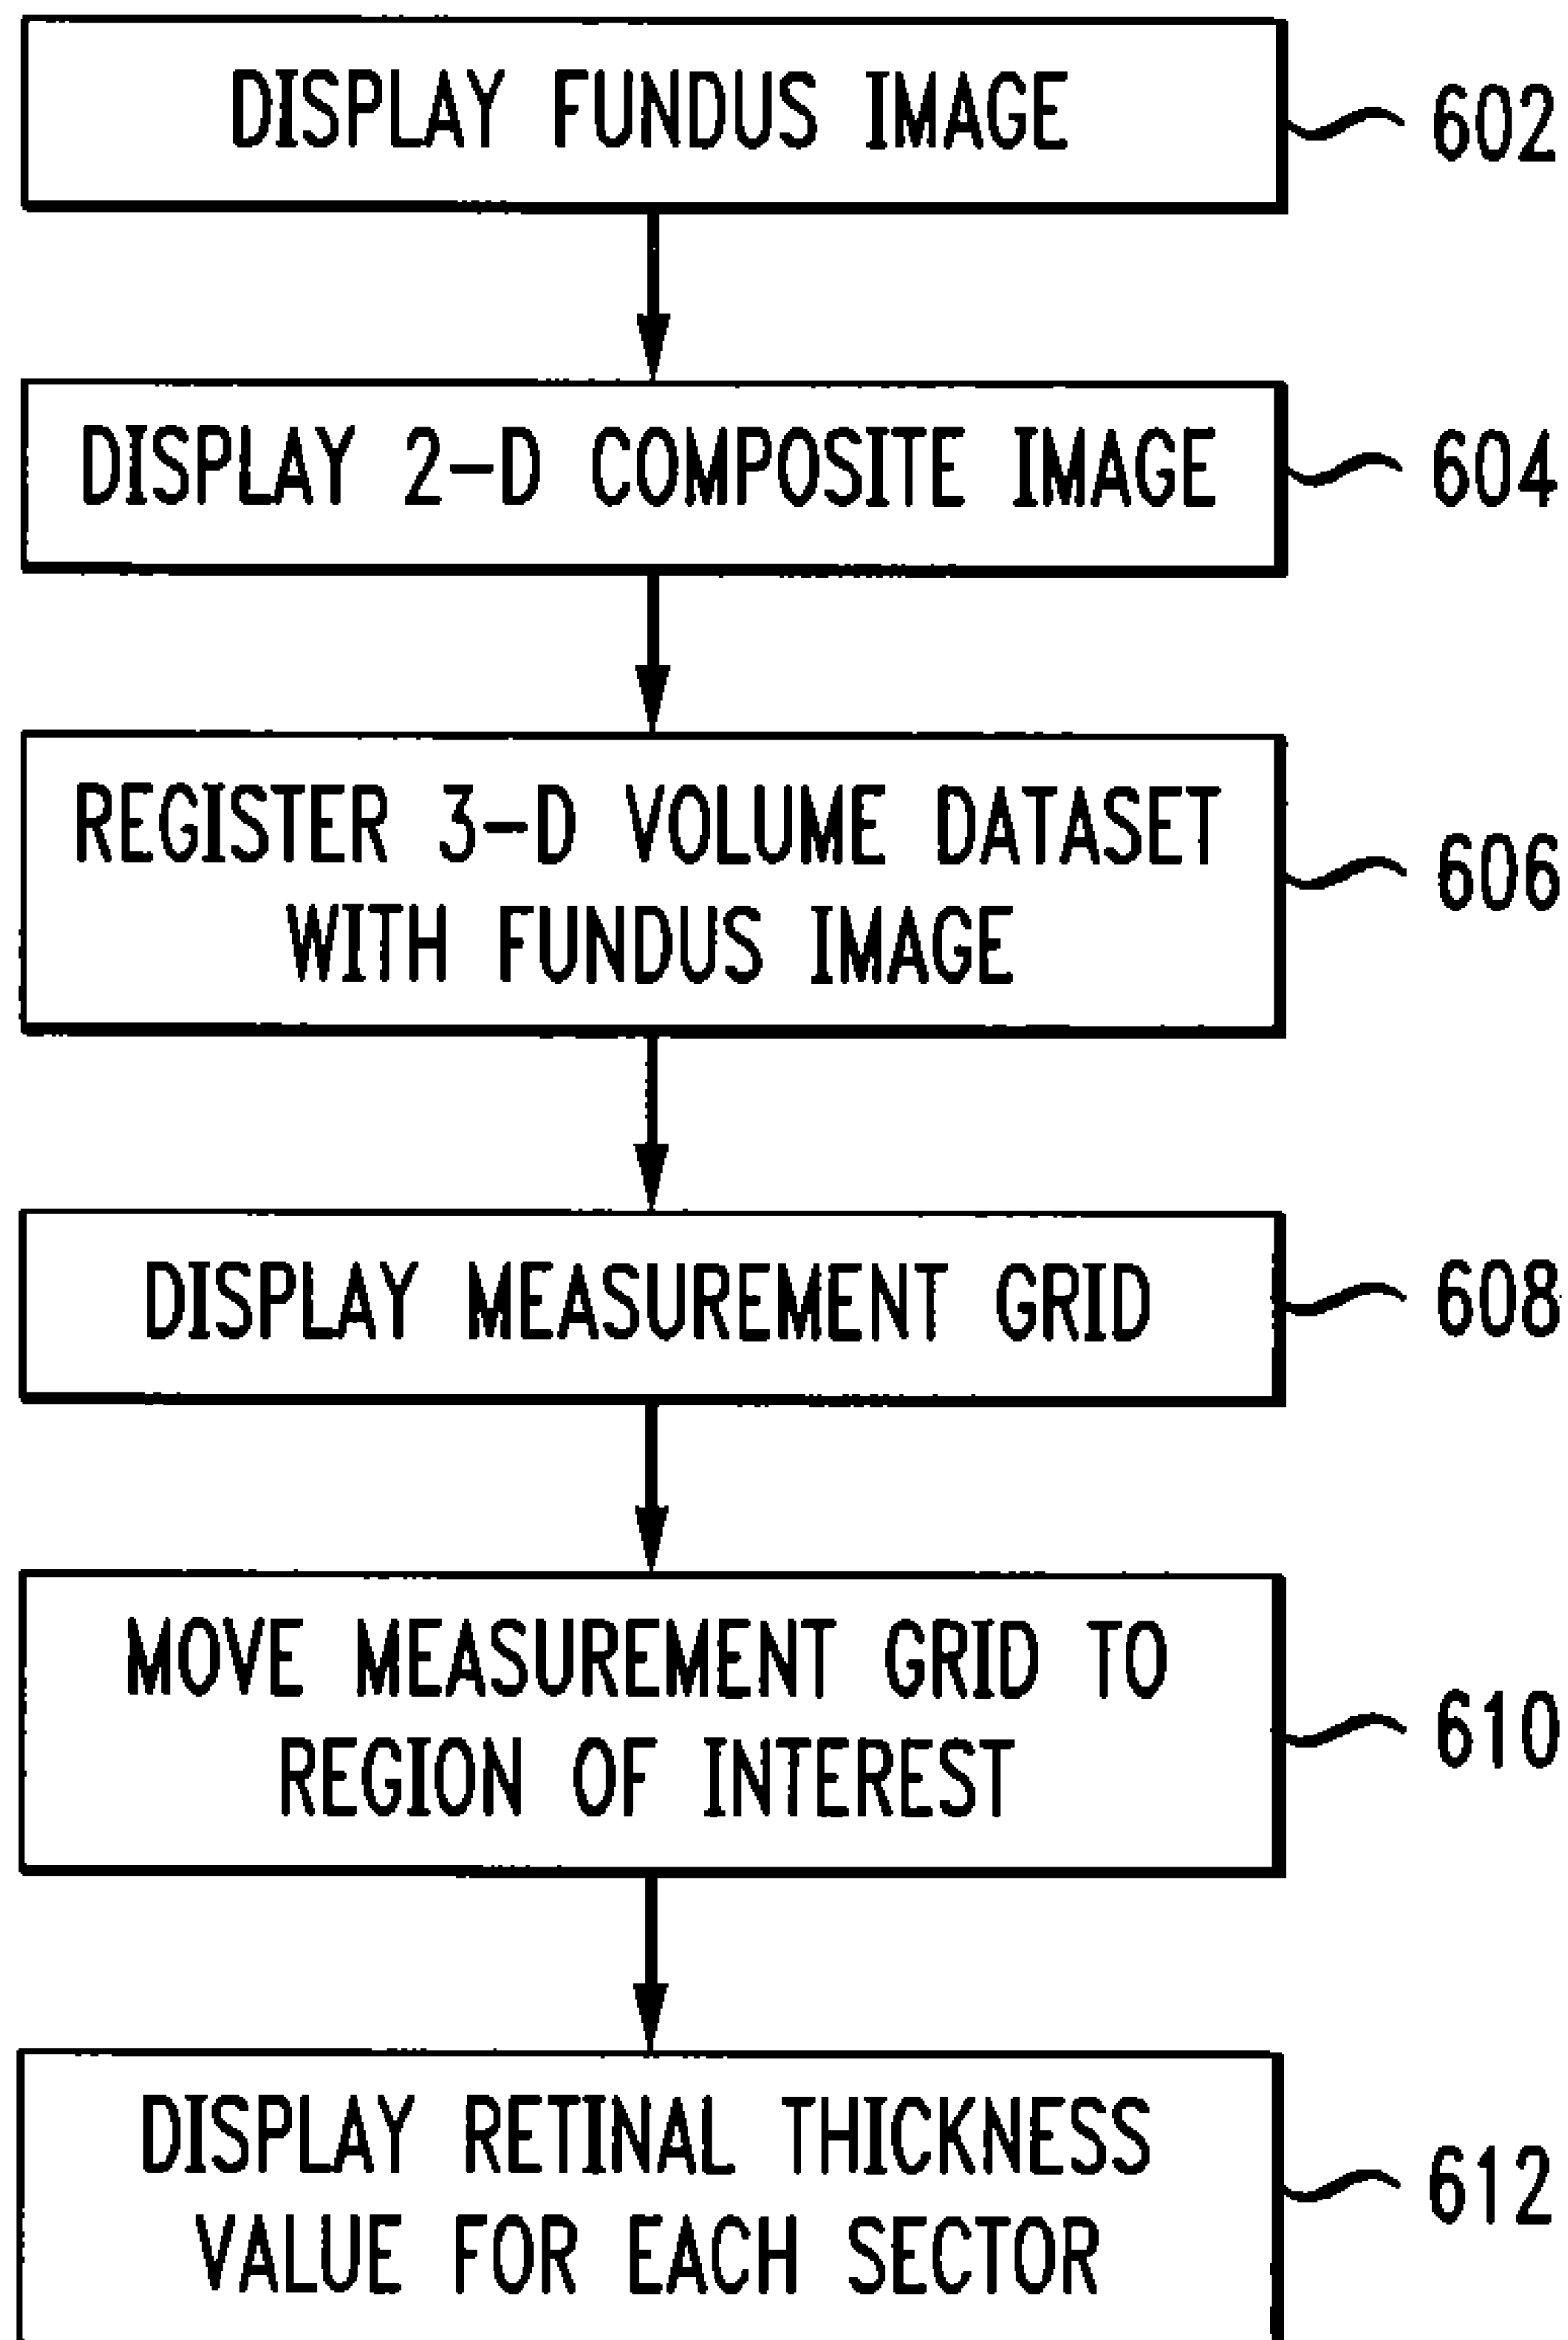 DISPLAY FUNDUS IMAGE
602
DISPLAY 2-D COMPOSITE IMAGE
604
REGISTER 3-D VOLUME DATASET
WITH FUNDUS IMAGE
606
DISPLAY MEASUREMENT GRID
608
MOVE MEASUREMENT GRID TO
REGION OF INTEREST
610
DISPLAY RETINAL THICKNESS
VALUE FOR EACH SECTOR
612